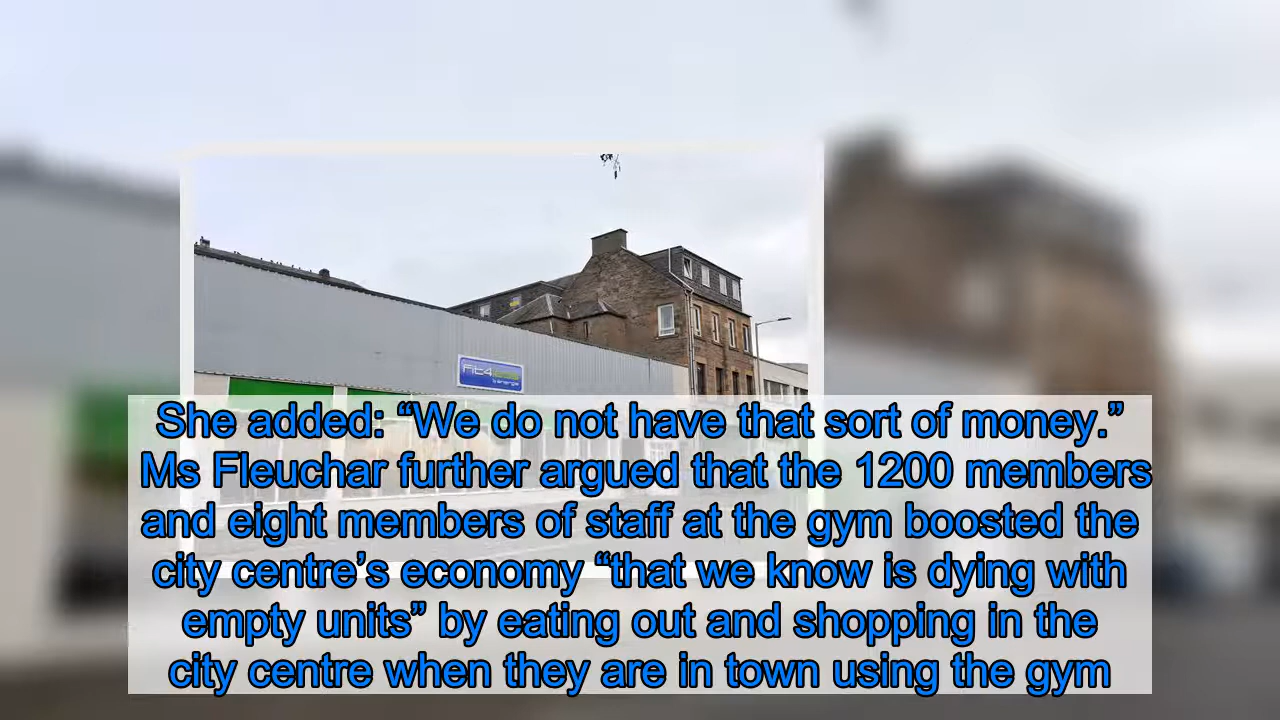 Fit4
She added: “We do not have that sort of money.”
Ms Fleuchar further argued that the 1200 members
and eight members of staff at the gym boosted the
city centre’s economy “that we know is dying with
empty units” by eating out and shopping in the
city centre when they are in town using the gym